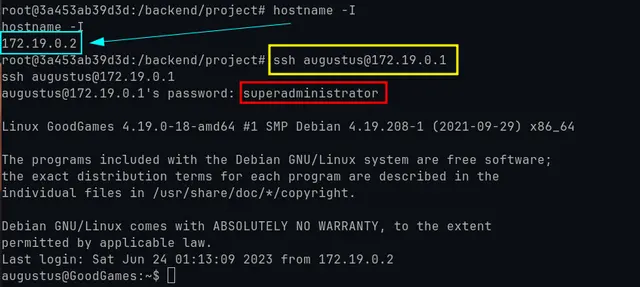 root@3a453ab39d3d:/backend/project# hostname -I
hostname -I
172.19.0.2
root@3a453ab39d3d:/backend/project# ssh augustus@172.19.0.1
ssh augustus@172.19.0.1
augustus@172.19.0.1's password: superadministrator
Linux GoodGames 4.19.0-18-amd64 #1 SMP Debian 4.19.208-1 (2021-09-29) x86_64
The programs included with the Debian GNU/Linux system are free software;
the exact distribution terms for each program are described in the
individual files in /usr/share/doc/*/copyright.
Debian GNU/Linux comes with ABSOLUTELY NO WARRANTY, to the extent
permitted by applicable law.
Last login: Sat Jun 24 01:13:09 2023 from 172.19.0.2
augustus@GoodGames:~$